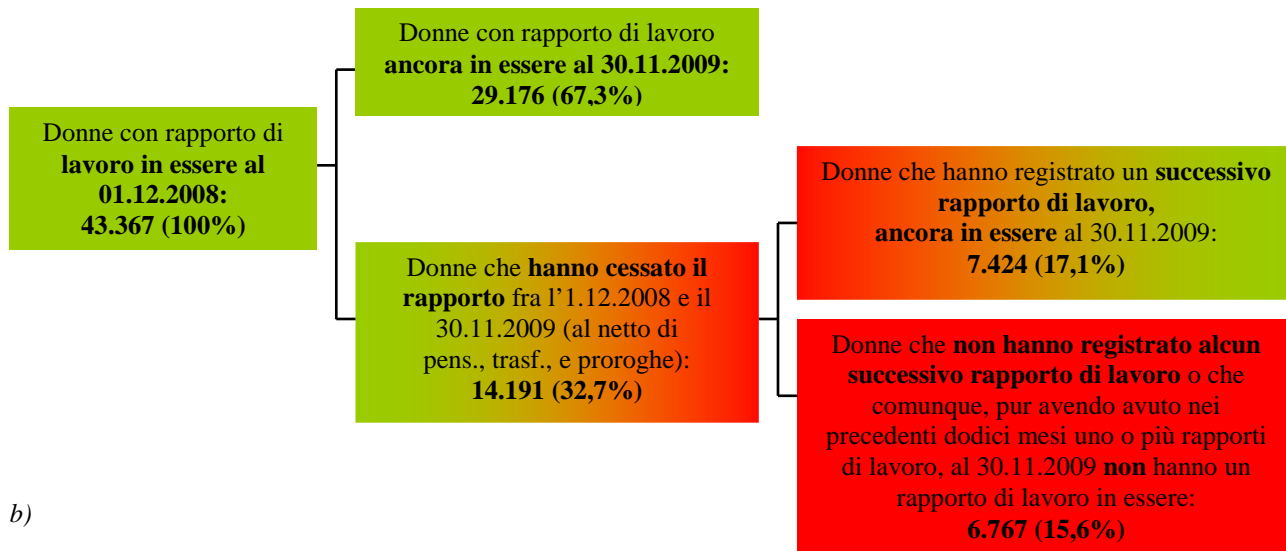 Donne con rapporto di lavoro
ancora in essere al 30.11.2009:
29.176 (67,3%)
Donne con rapporto di
lavoro in essere al
01.12.2008:
43.367 (100%)
Donne che hanno registrato un successivo
rapporto di lavoro,
ancora in essere al 30.11.2009:
7.424 (17,1%)
Donne che hanno cessato il
rapporto fra l’1.12.2008 e il
30.11.2009 (al netto di
pens., trasf., e proroghe):
14.191 (32,7%)
Donne che non hanno registrato alcun
successivo rapporto di lavoro o che
comunque, pur avendo avuto nei
precedenti dodici mesi uno o più rapporti
di lavoro, al 30.11.2009 non hanno un
rapporto di lavoro in essere:
6.767 (15,6%)
b)